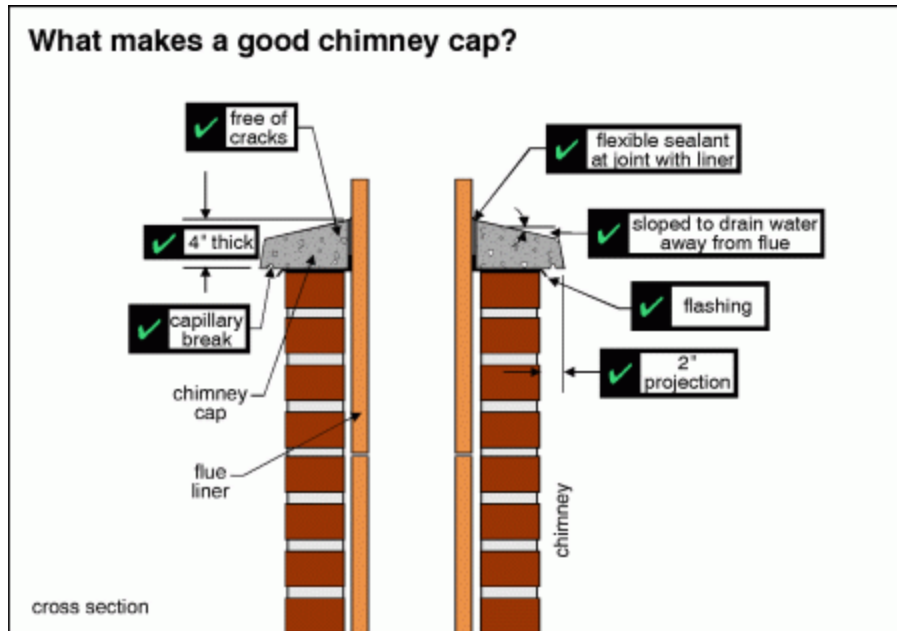 What makes a good chimney cap?
free of
cracks
flexible sealant
at joint with liner
4" thick
sloped to drain water
away from flue
capillary
break
flashing
2"
projection
chimney
cap
flue
liner
chimney
cross section